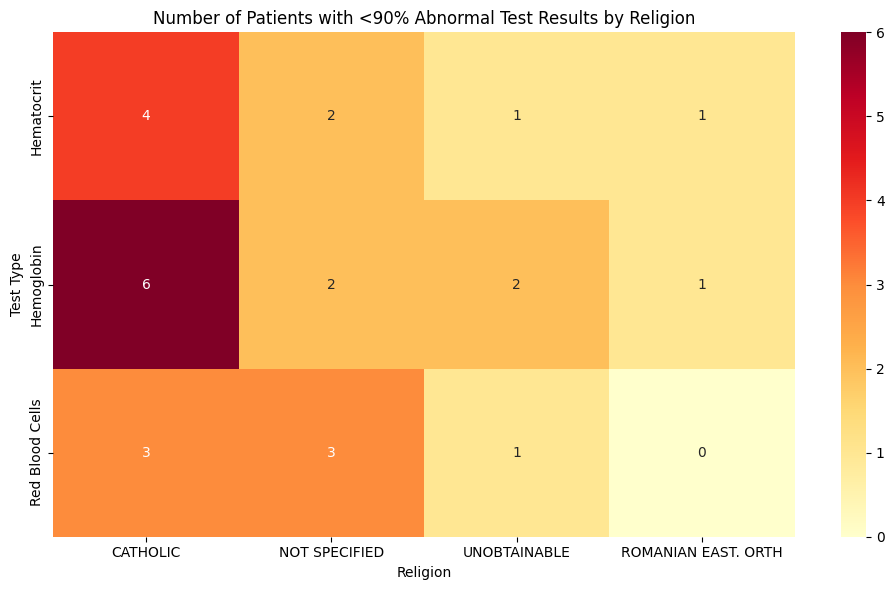 Number of Patients with <90% Abnormal Test Results by Religion
Test Type
Hematocrit
4 2 1 1
Hemoglobin
6 2 2 1
Red Blood Cells
3 3 1 0
CATHOLIC NOT SPECIFIED UNOBTAINABLE ROMANIAN EAST. ORTH
Religion
6
5
4
3
2
1
0